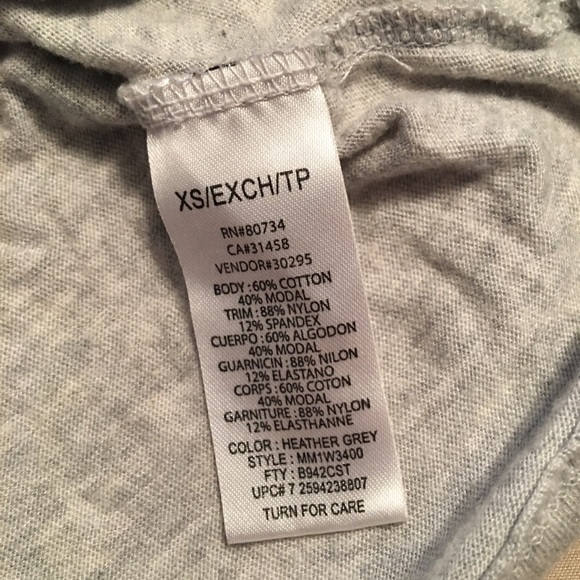 XS/EXCH/TP
RN#80734
CA#31458
VENDOR#30295
BODY :60% COTTON
40% MODAL
TRIM: 88% NYLON
12% SPANDEX
CUERPO :60% ALGODON
40% MODAL
GUARNICIN :88% NILON
12% ELASTANO
CORPS :60% COTON
40% MODAL
GARNITURE :88% NYLON
12% ELASTHANNE
COLOR : HEATHER GREY
STYLE : MM1W3400
FTY : B942CST
UPC# 7 2594238807
TURN FOR CARE